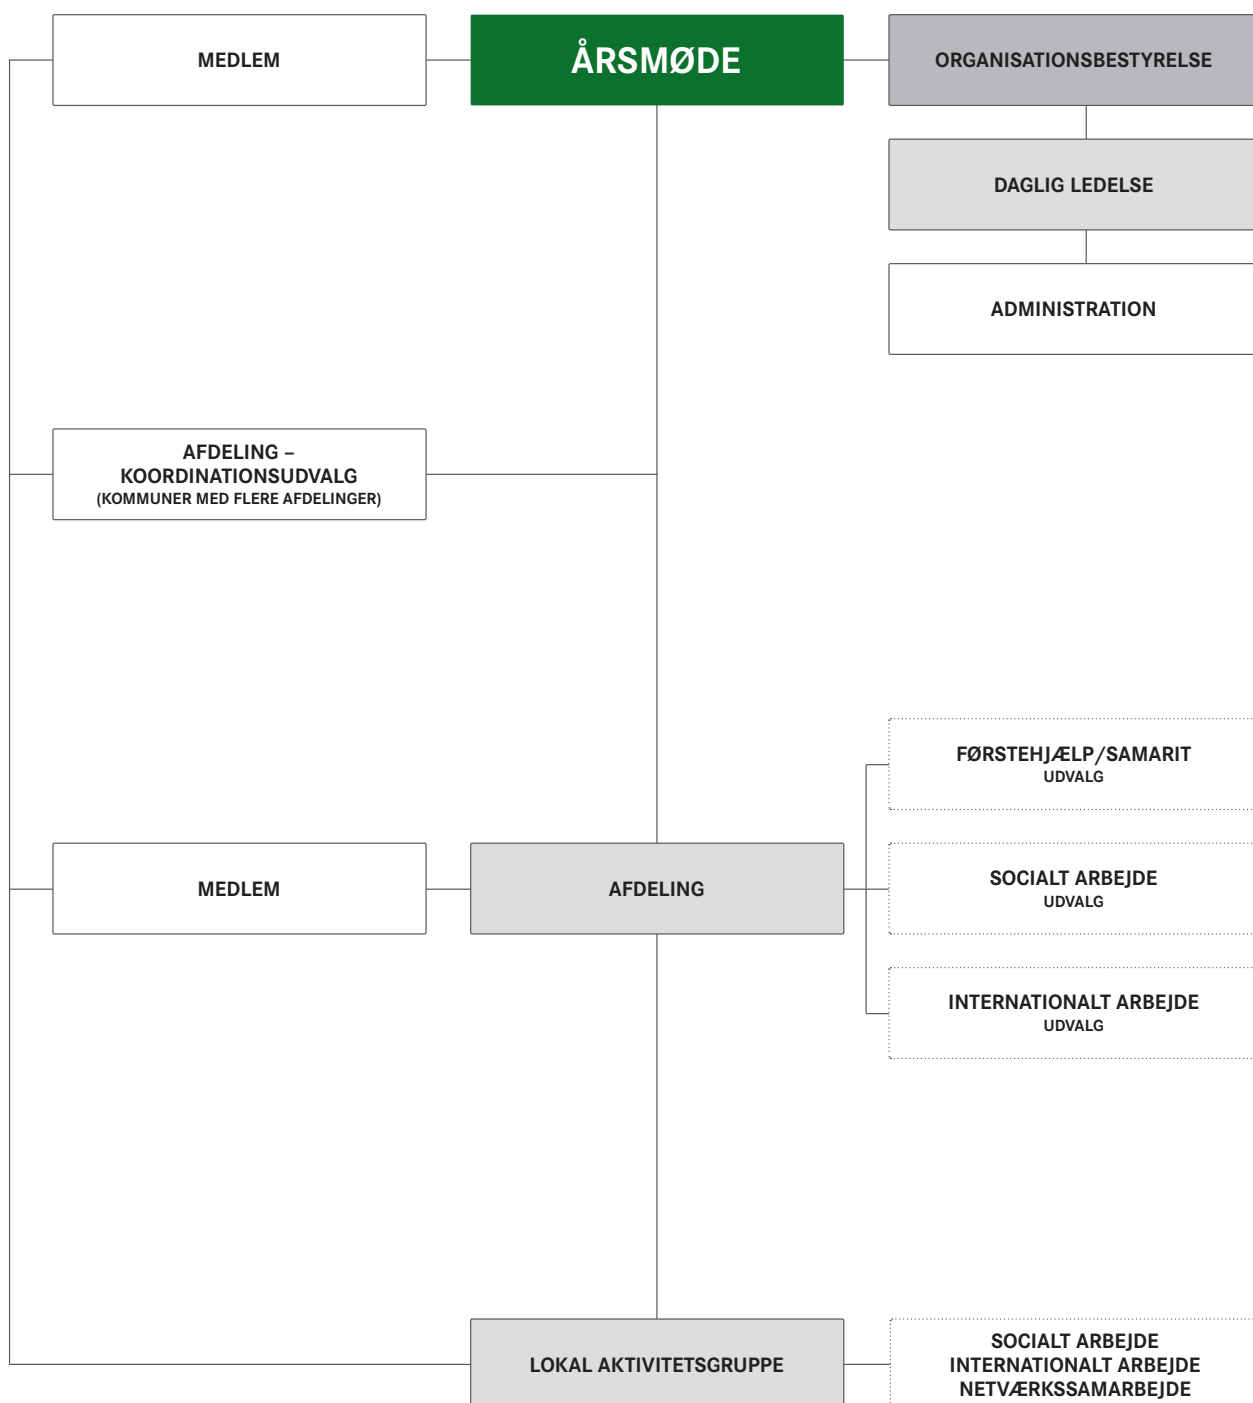 MEDLEM
ÅRSMØDE
ORGANISATIONSBESTYRELSE
DAGLIG LEDELSE
ADMINISTRATION
AFDELING –
KOORDINATIONSUDVALG
(KOMMUNER MED FLERE AFDELINGER)
FØRSTEHJÆLP/SAMARIT
UDVALG
MEDLEM
AFDELING
SOCIALT ARBEJDE
UDVALG
INTERNATIONALT ARBEJDE
UDVALG
LOKAL AKTIVITETSGRUPPE
SOCIALT ARBEJDE
INTERNATIONALT ARBEJDE
NETVÆRKSSAMARBEJDE